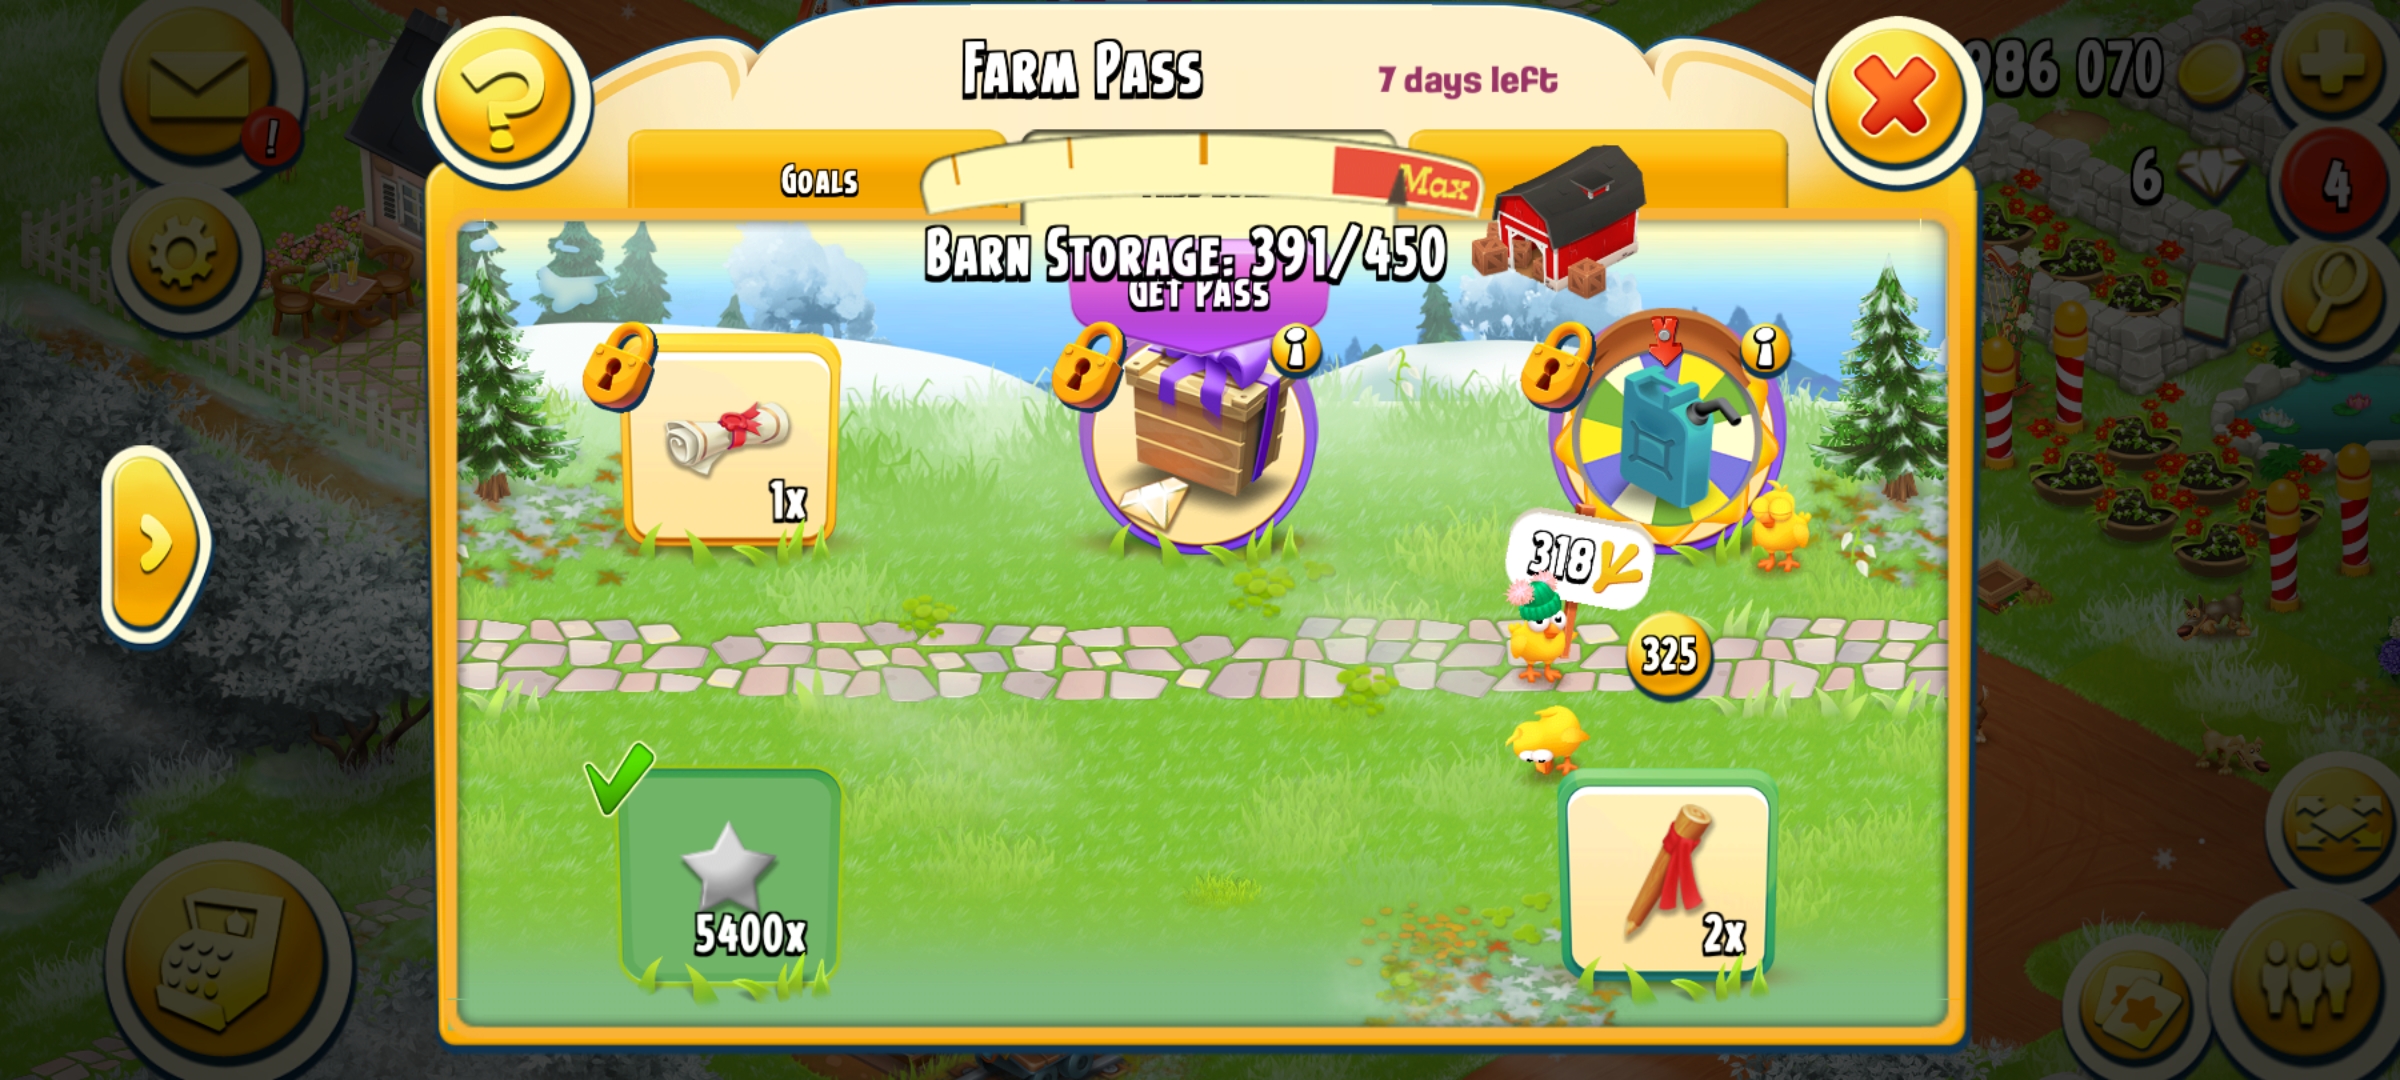 FARM PASS
7 days left
986 070
6
4
GOALS
Max
BARN STORAGE: 391/450
GET PASS
1x
318
325
5400x
2x